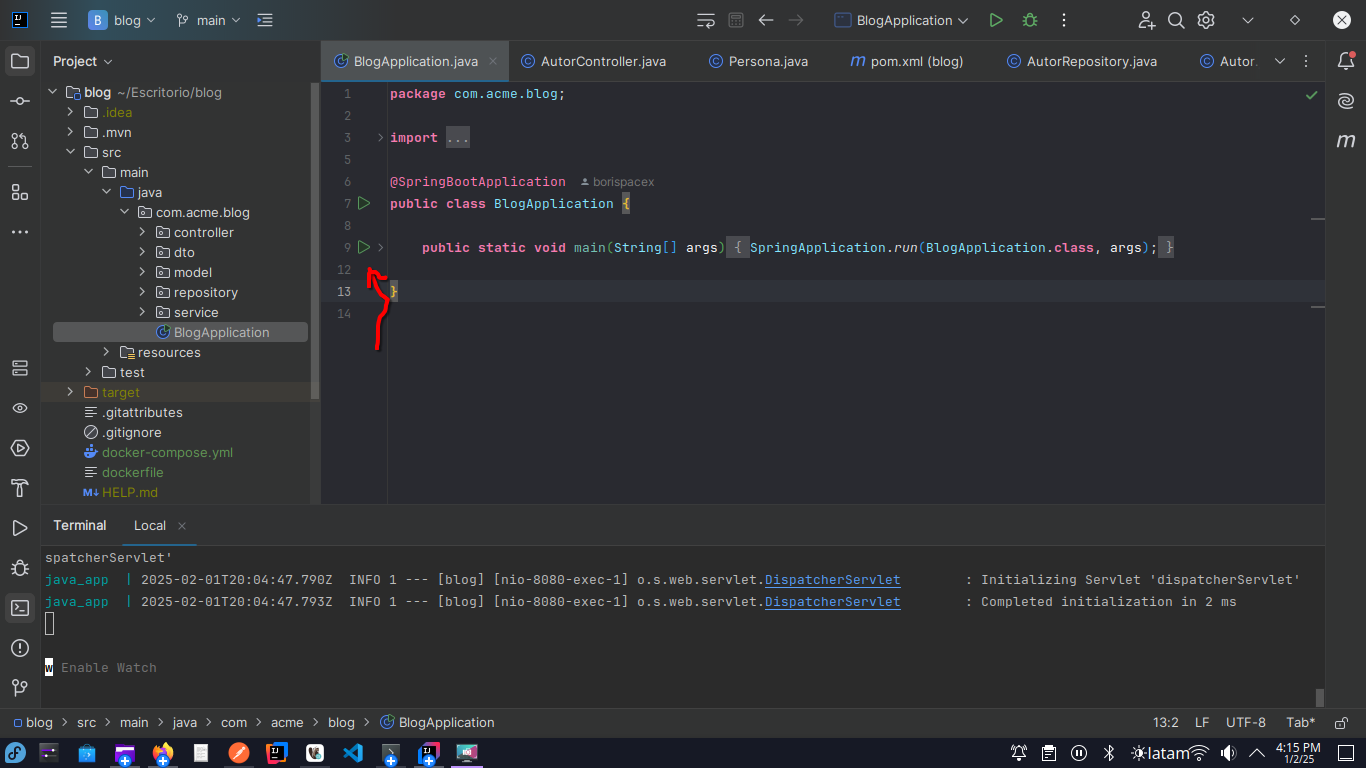 B blog main BlogApplication
Project
BlogApplication.java AutorController.java Persona.java m pom.xml (blog) AutorRepository.java Autor.
blog ~/Escritorio/blog
.idea
.mvn
src
main
java
com.acme.blog
controller
dto
model
repository
service
BlogApplication
resources
test
target
.gitattributes
.gitignore
docker-compose.yml
dockerfile
M↓ HELP.md
1 package com.acme.blog;
2
3 import ...
5
6 @SpringBootApplication borispacex
7 public class BlogApplication {
8
9 public static void main(String[] args) { SpringApplication.run(BlogApplication.class, args); }
12
13 }
14
m
Terminal Local
spatcherServlet'
java_app | 2025-02-01T20:04:47.790Z INFO 1 --- [blog] [nio-8080-exec-1] o.s.web.servlet.DispatcherServlet : Initializing Servlet 'dispatcherServlet'
java_app | 2025-02-01T20:04:47.793Z INFO 1 --- [blog] [nio-8080-exec-1] o.s.web.servlet.DispatcherServlet : Completed initialization in 2 ms
w Enable Watch
blog > src > main > java > com > acme > blog > BlogApplication 13:2 LF UTF-8 Tab*
latam 4:15 PM
1/2/25